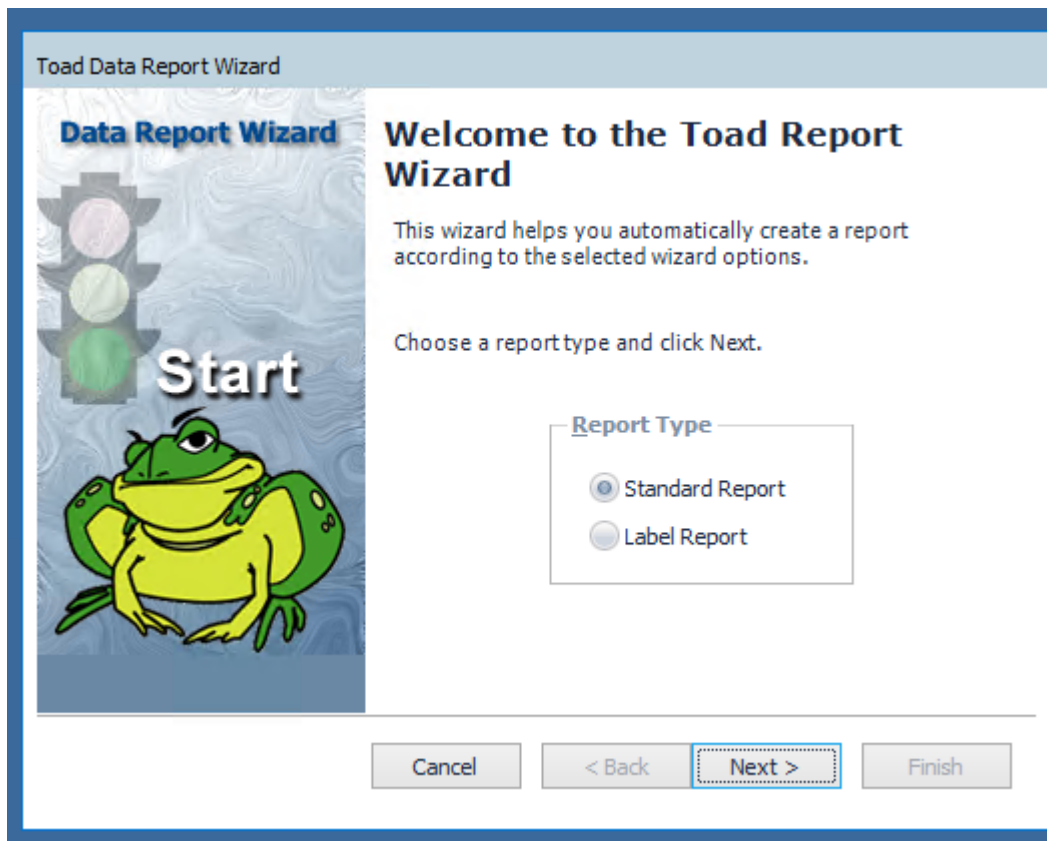 Toad Data Report Wizard
Data Report Wizard
Start
Welcome to the Toad Report
Wizard
This wizard helps you automatically create a report
according to the selected wizard options.
Choose a report type and click Next.
Report Type
Standard Report
Label Report
Cancel
< Back
Next >
Finish